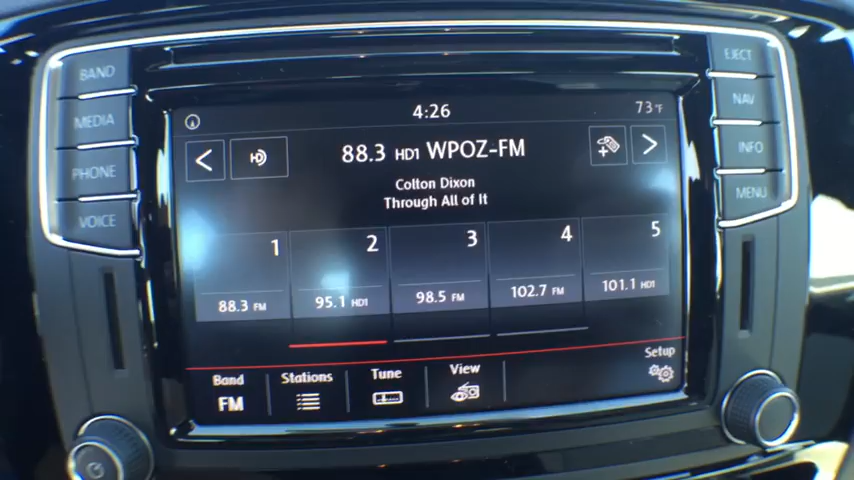 BAND
MEDIA
PHONE
VOICE
EJECT
NAV
INFO
MENU
4:26
73°F
HD
88.3 HD1 WPOZ-FM
Colton Dixon
Through All of It
1
2
3
4
5
88.3 FM
95.1 HD1
98.5 FM
102.7 FM
101.1 HD1
Band
FM
Stations
Tune
View
Setup